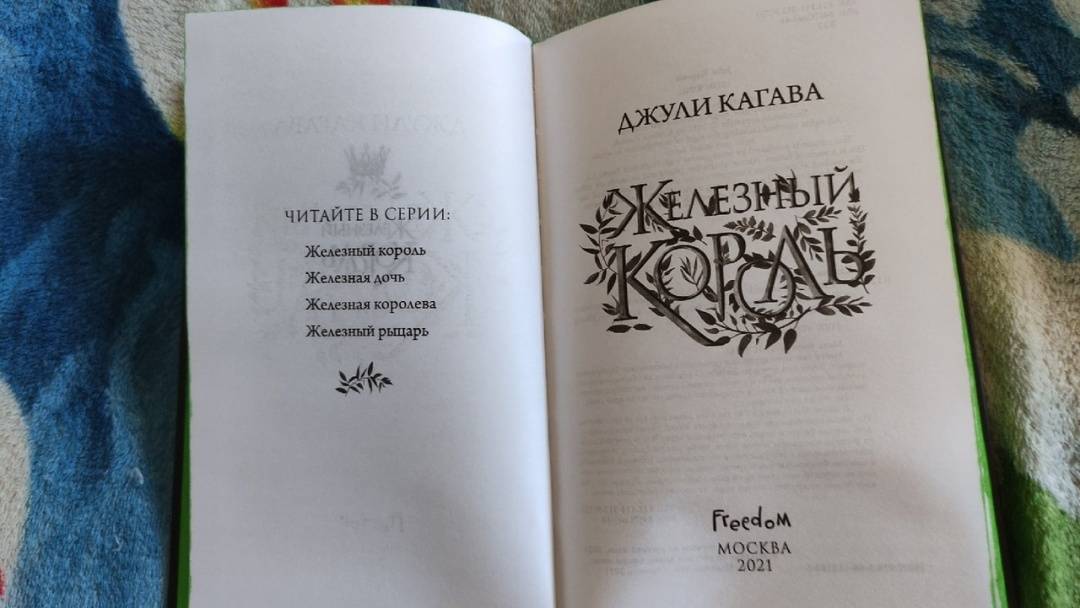 ЧИТАЙТЕ В СЕРИИ:
Железный король
Железная дочь
Железная королева
Железный рыцарь
ДЖУЛИ КАГАВА
ЖЕЛЕЗНЫЙ
КОРОЛЬ
Freedom
МОСКВА
2021